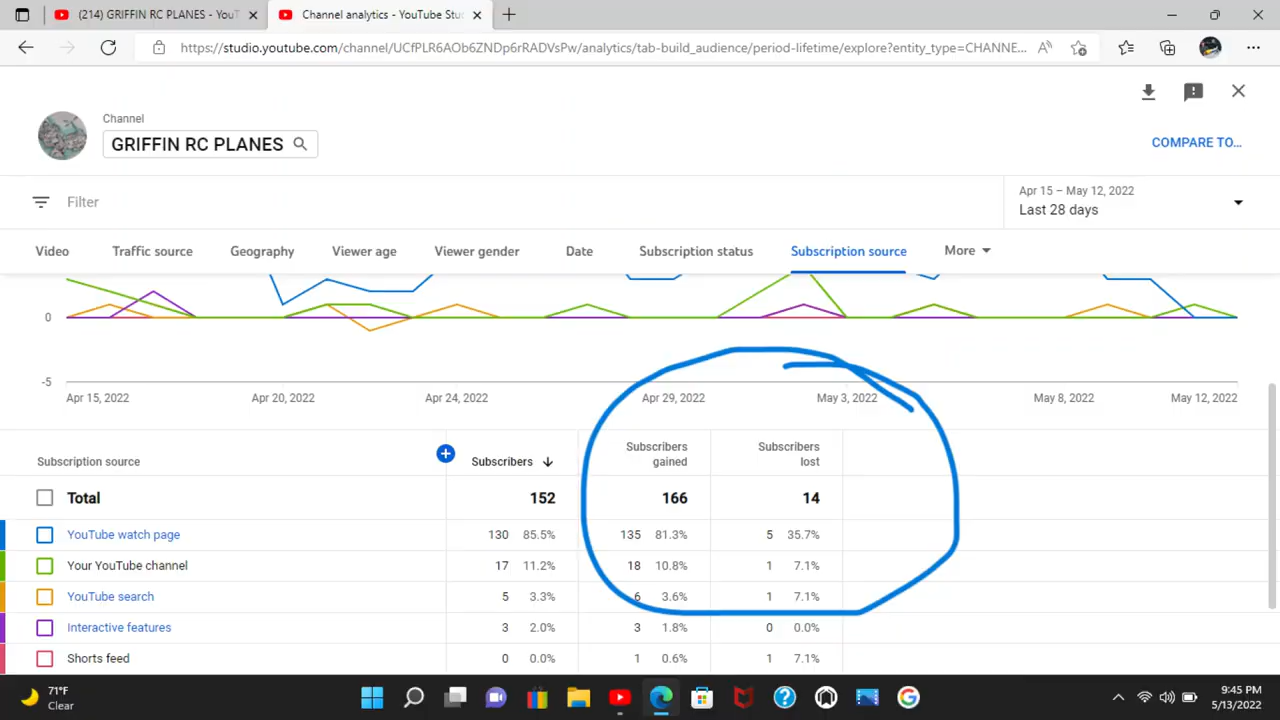 (214) GRIFFIN RC PLANES - YouT
Channel analytics - YouTube Stu
https://studio.youtube.com/channel/UCfPLR6AOb6ZNDp6rRADVsPw/analytics/tab-build_audience/period-lifetime/explore?entity_type=CHANNE...
Channel
GRIFFIN RC PLANES
COMPARE TO...
Filter
Apr 15 – May 12, 2022
Last 28 days
Video Traffic source Geography Viewer age Viewer gender Date Subscription status Subscription source More
0
-5
Apr 15, 2022 Apr 20, 2022 Apr 24, 2022 Apr 29, 2022 May 3, 2022 May 8, 2022 May 12, 2022
Subscription source Subscribers Subscribers gained Subscribers lost
Total 152 166 14
YouTube watch page 130 85.5% 135 81.3% 5 35.7%
Your YouTube channel 17 11.2% 18 10.8% 1 7.1%
YouTube search 5 3.3% 6 3.6% 1 7.1%
Interactive features 3 2.0% 3 1.8% 0 0.0%
Shorts feed 0 0.0% 1 0.6% 1 7.1%
71°F
Clear
9:45 PM
5/13/2022